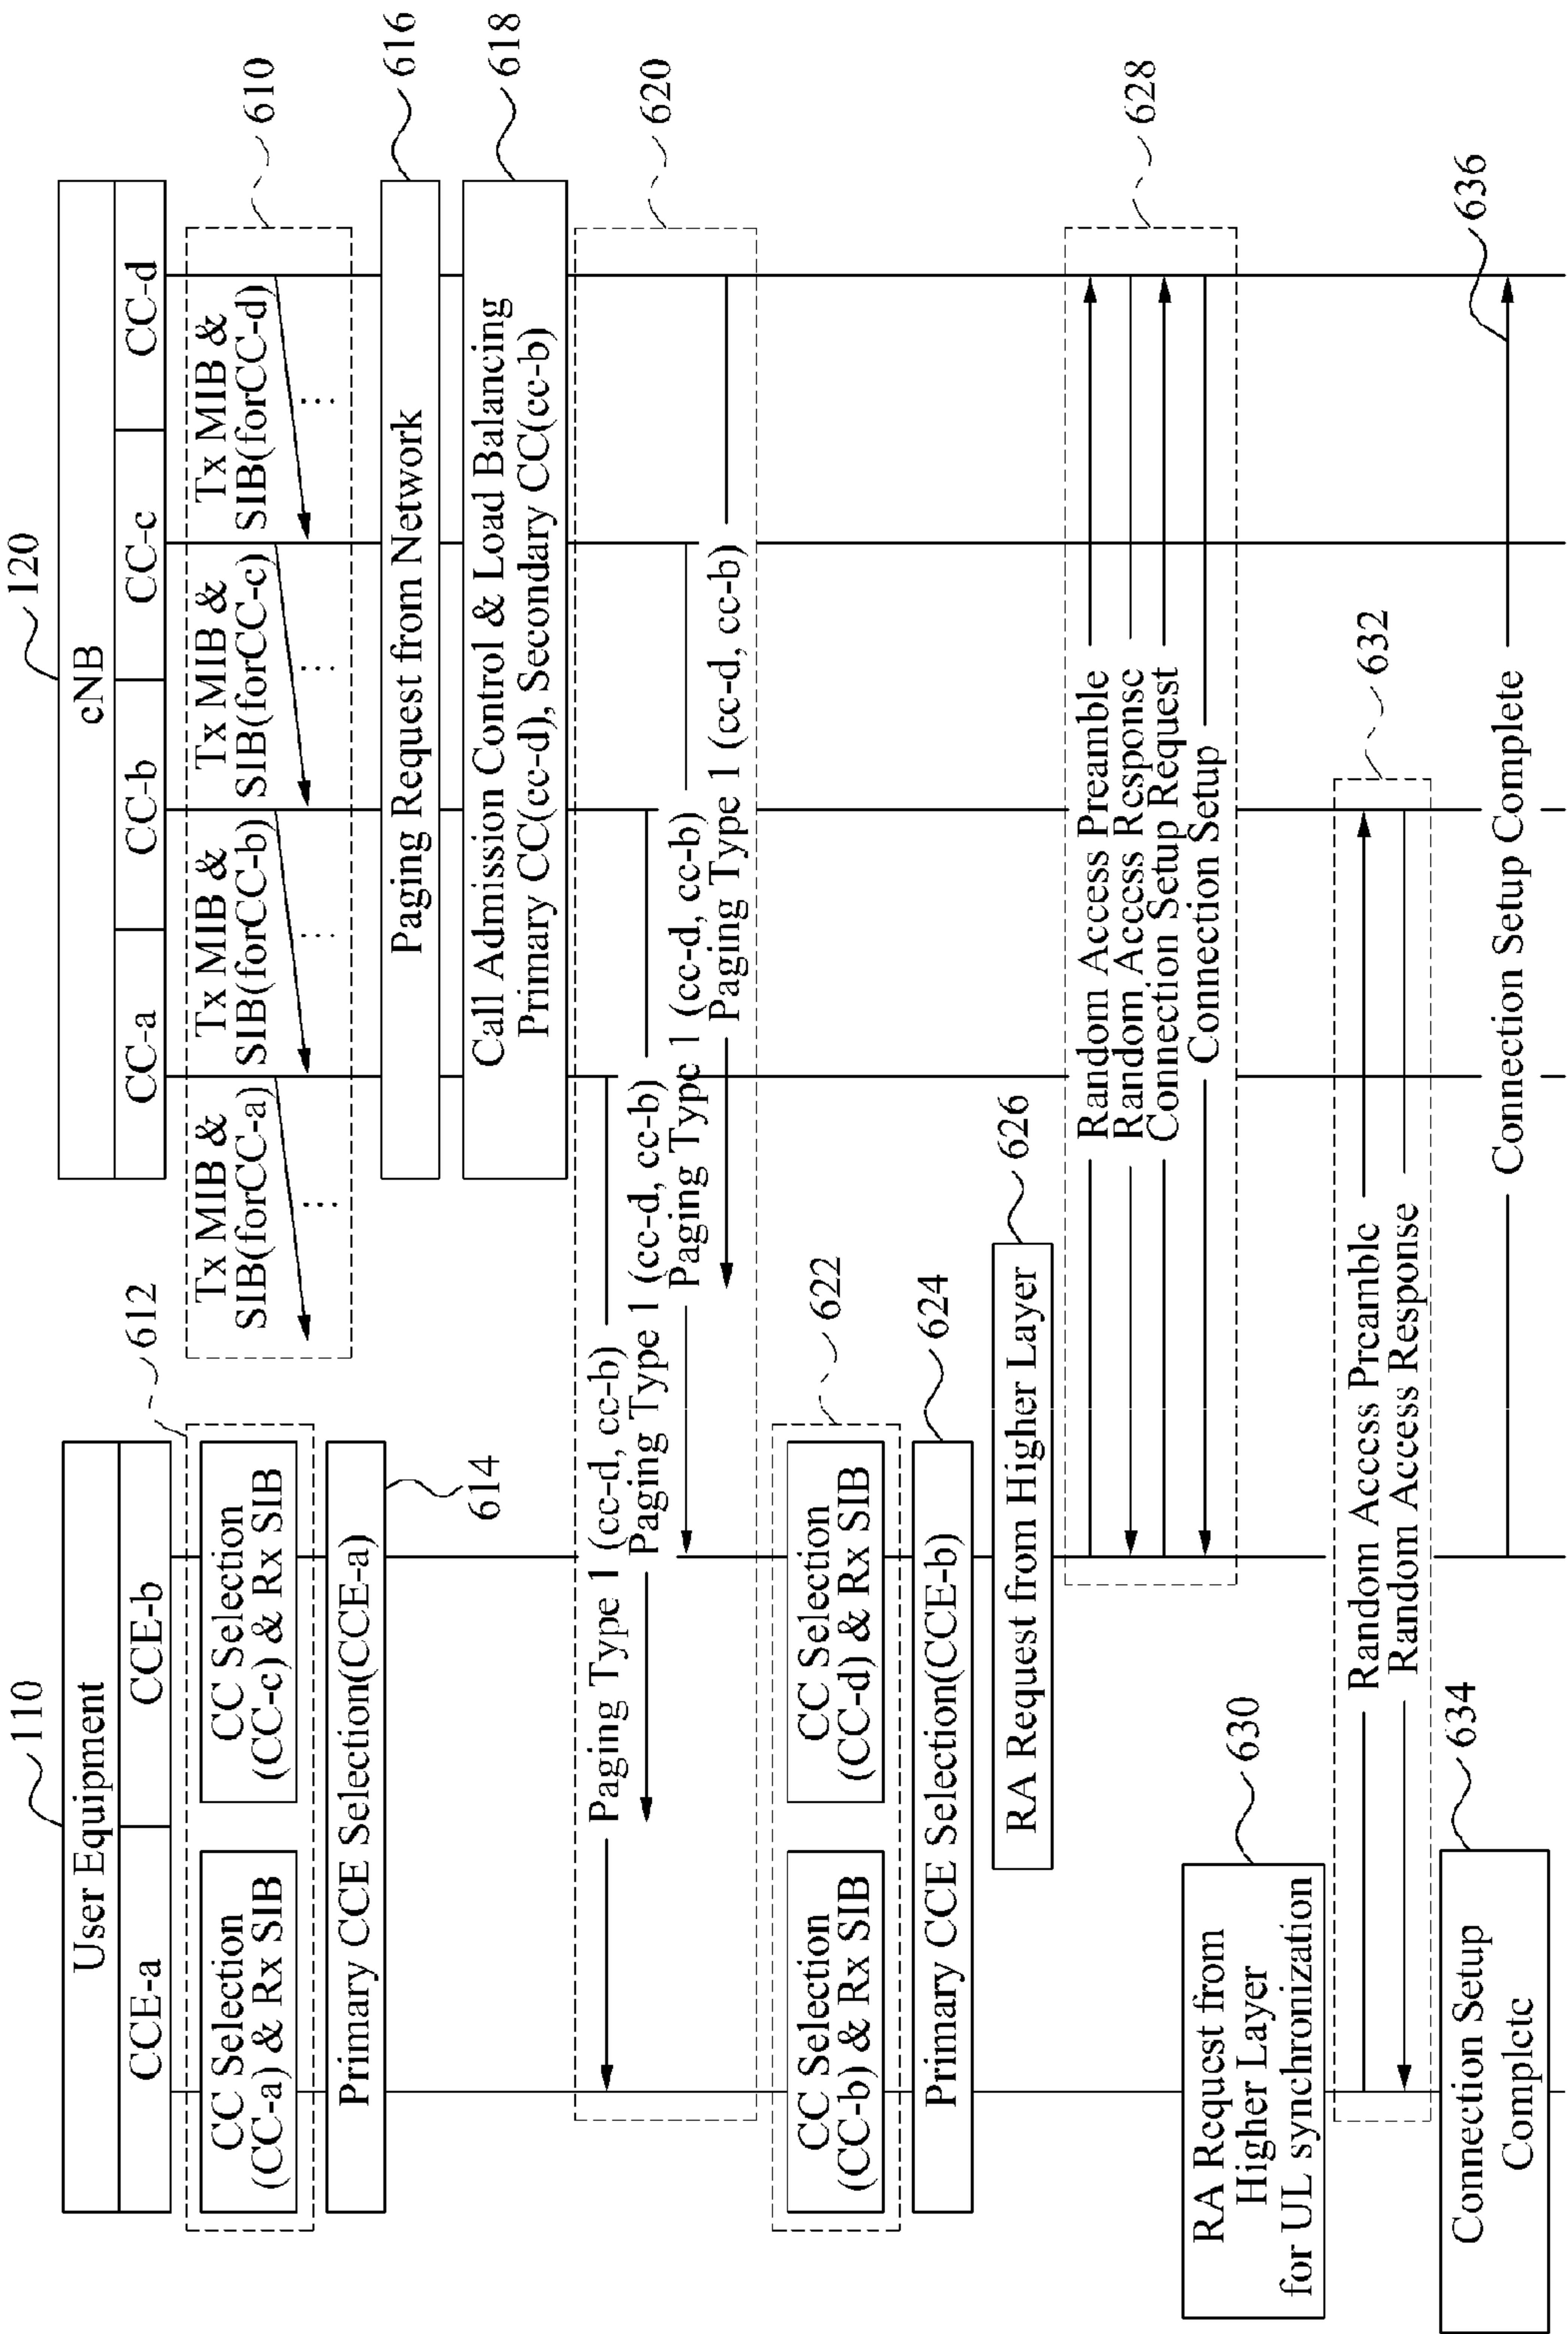 110
User Equipment
CCE-a
CCE-b
120
eNB
CC-a
CC-b
CC-c
CC-d
612
CC Selection
(CC-a) & Rx SIB
CC Selection
(CC-c) & Rx SIB
Tx MIB &
SIB(forCC-a)
Tx MIB &
SIB(forCC-b)
Tx MIB &
SIB(forCC-c)
Tx MIB &
SIB(forCC-d)
610
Primary CCE Selection(CCE-a)
614
Paging Request from Network
616
Call Admission Control & Load Balancing
Primary CC(cc-d), Secondary CC(cc-b)
618
Paging Type 1 (cc-d, cc-b)
Paging Type 1 (cc-d, cc-b)
Paging Type 1 (cc-d, cc-b)
Paging Type 1 (cc-d, cc-b)
620
622
CC Selection
(CC-b) & Rx SIB
CC Selection
(CC-d) & Rx SIB
Primary CCE Selection(CCE-b)
624
RA Request from Higher Layer
626
Random Access Preamble
Random Access Response
Connection Setup Request
Connection Setup
628
RA Request from
Higher Layer
for UL synchronization
630
Random Access Preamble
Random Access Response
632
Connection Setup
Complete
634
Connection Setup Complete
636